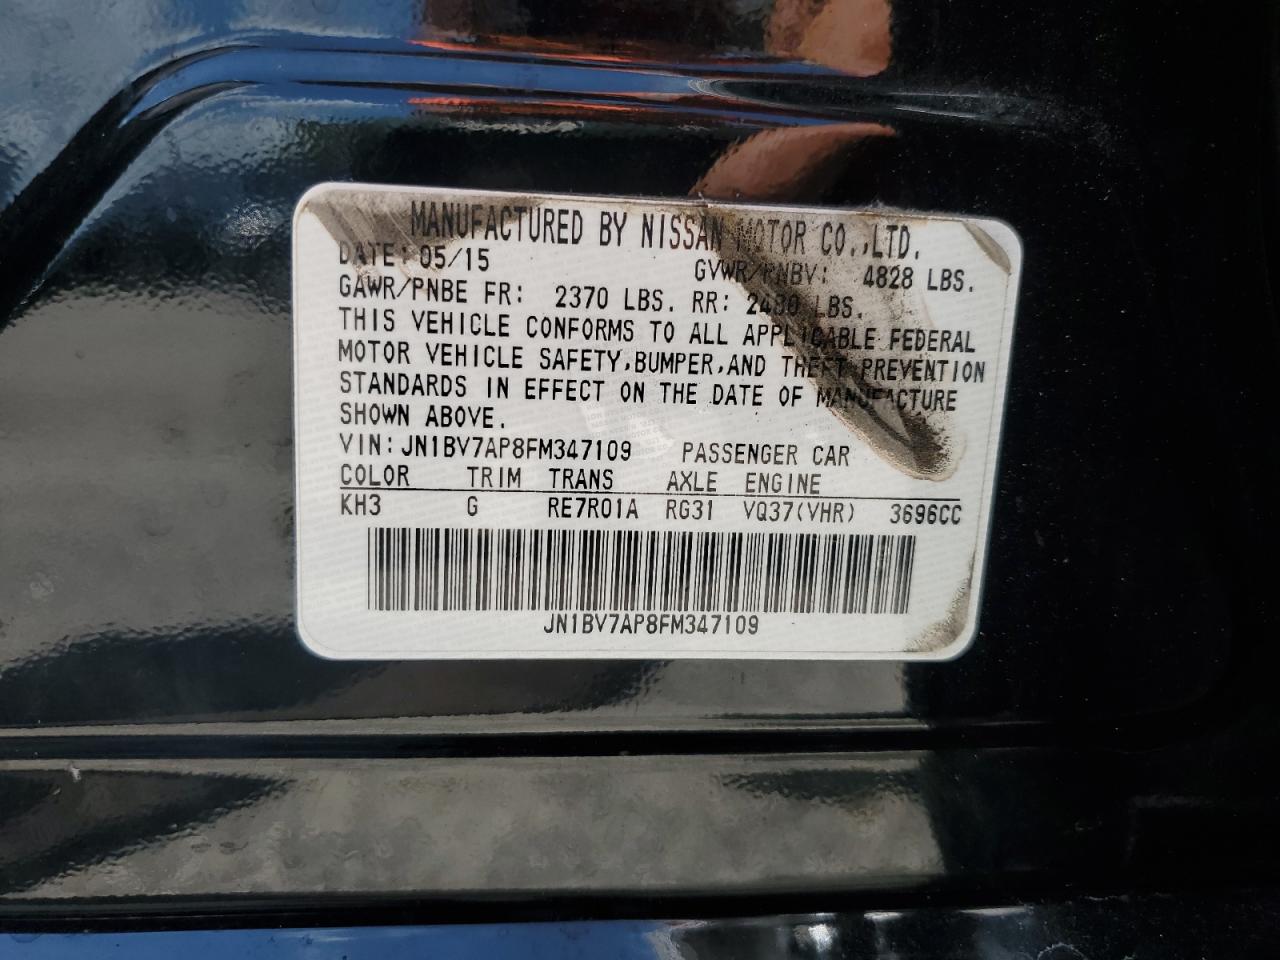 MANUFACTURED BY NISSAN MOTOR CO.,LTD.
DATE: 05/15 GVWR/PNBV: 4828 LBS.
GAWR/PNBE FR: 2370 LBS. RR: 2480 LBS.
THIS VEHICLE CONFORMS TO ALL APPLICABLE FEDERAL
MOTOR VEHICLE SAFETY,BUMPER,AND THEFT PREVENTION
STANDARDS IN EFFECT ON THE DATE OF MANUFACTURE
SHOWN ABOVE.
VIN:JN1BV7AP8FM347109 PASSENGER CAR
COLOR TRIM TRANS AXLE ENGINE
KH3 G RE7R01A RG31 VQ37(VHR) 3696CC
JN1BV7AP8FM347109